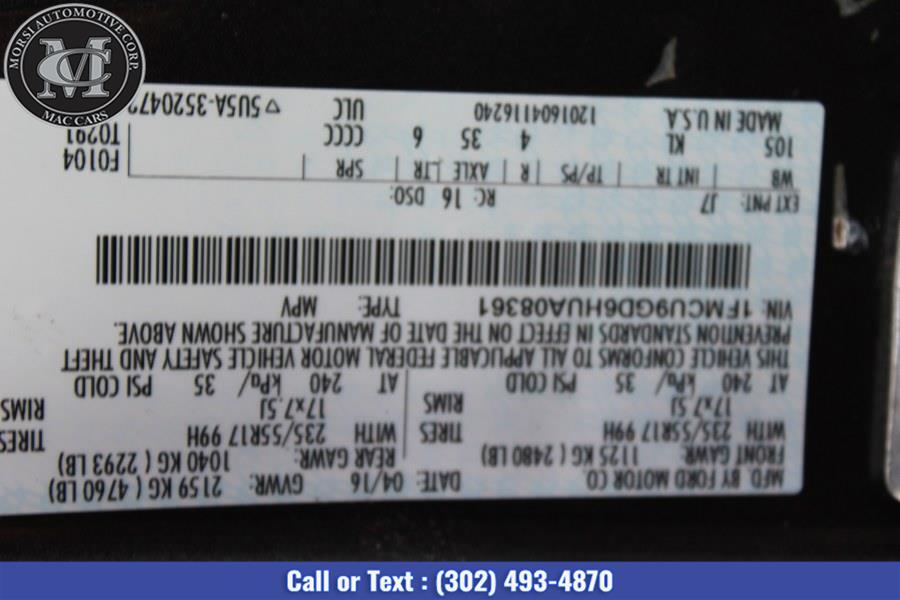 MORSI AUTOMOTIVE CORP.
MC
MAC CARS
MFD. BY FORD MOTOR CO. DATE: 04/16 GVWR: 2159 KG ( 4760 LB)
FRONT GAWR: 1125 KG ( 2480 LB) REAR GAWR: 1040 KG ( 2293 LB)
WITH 235/55R17 99H TIRES WITH 235/55R17 99H TIRES
17x7.5J RIMS 17x7.5J RIMS
AT 240 kPa/ 35 PSI COLD AT 240 kPa/ 35 PSI COLD
THIS VEHICLE CONFORMS TO ALL APPLICABLE FEDERAL MOTOR VEHICLE SAFETY AND THEFT
PREVENTION STANDARDS IN EFFECT ON THE DATE OF MANUFACTURE SHOWN ABOVE.
VIN: 1FMCU9GD6HUA08361 TYPE: MPV
EXT PNT: J7 RC: 16 DSO:
WB INT TR TP/PS R AXLE LTR SPR F0104
105 KL 4 35 6 CCCC T0291
MADE IN U.S.A. 1201604116240 ULC ▽ 5U5A-3520472
Call or Text : (302) 493-4870